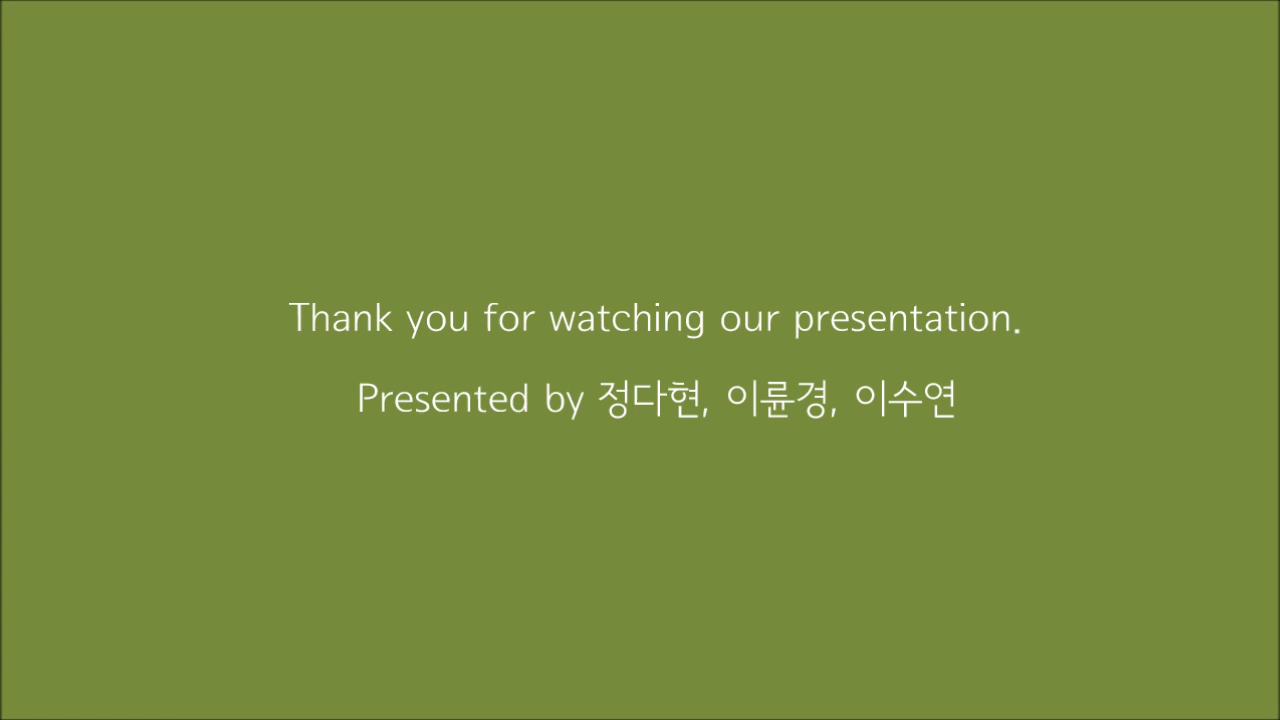 Thank you for watching our presentation.
Presented by 정다현, 이륜경, 이수연